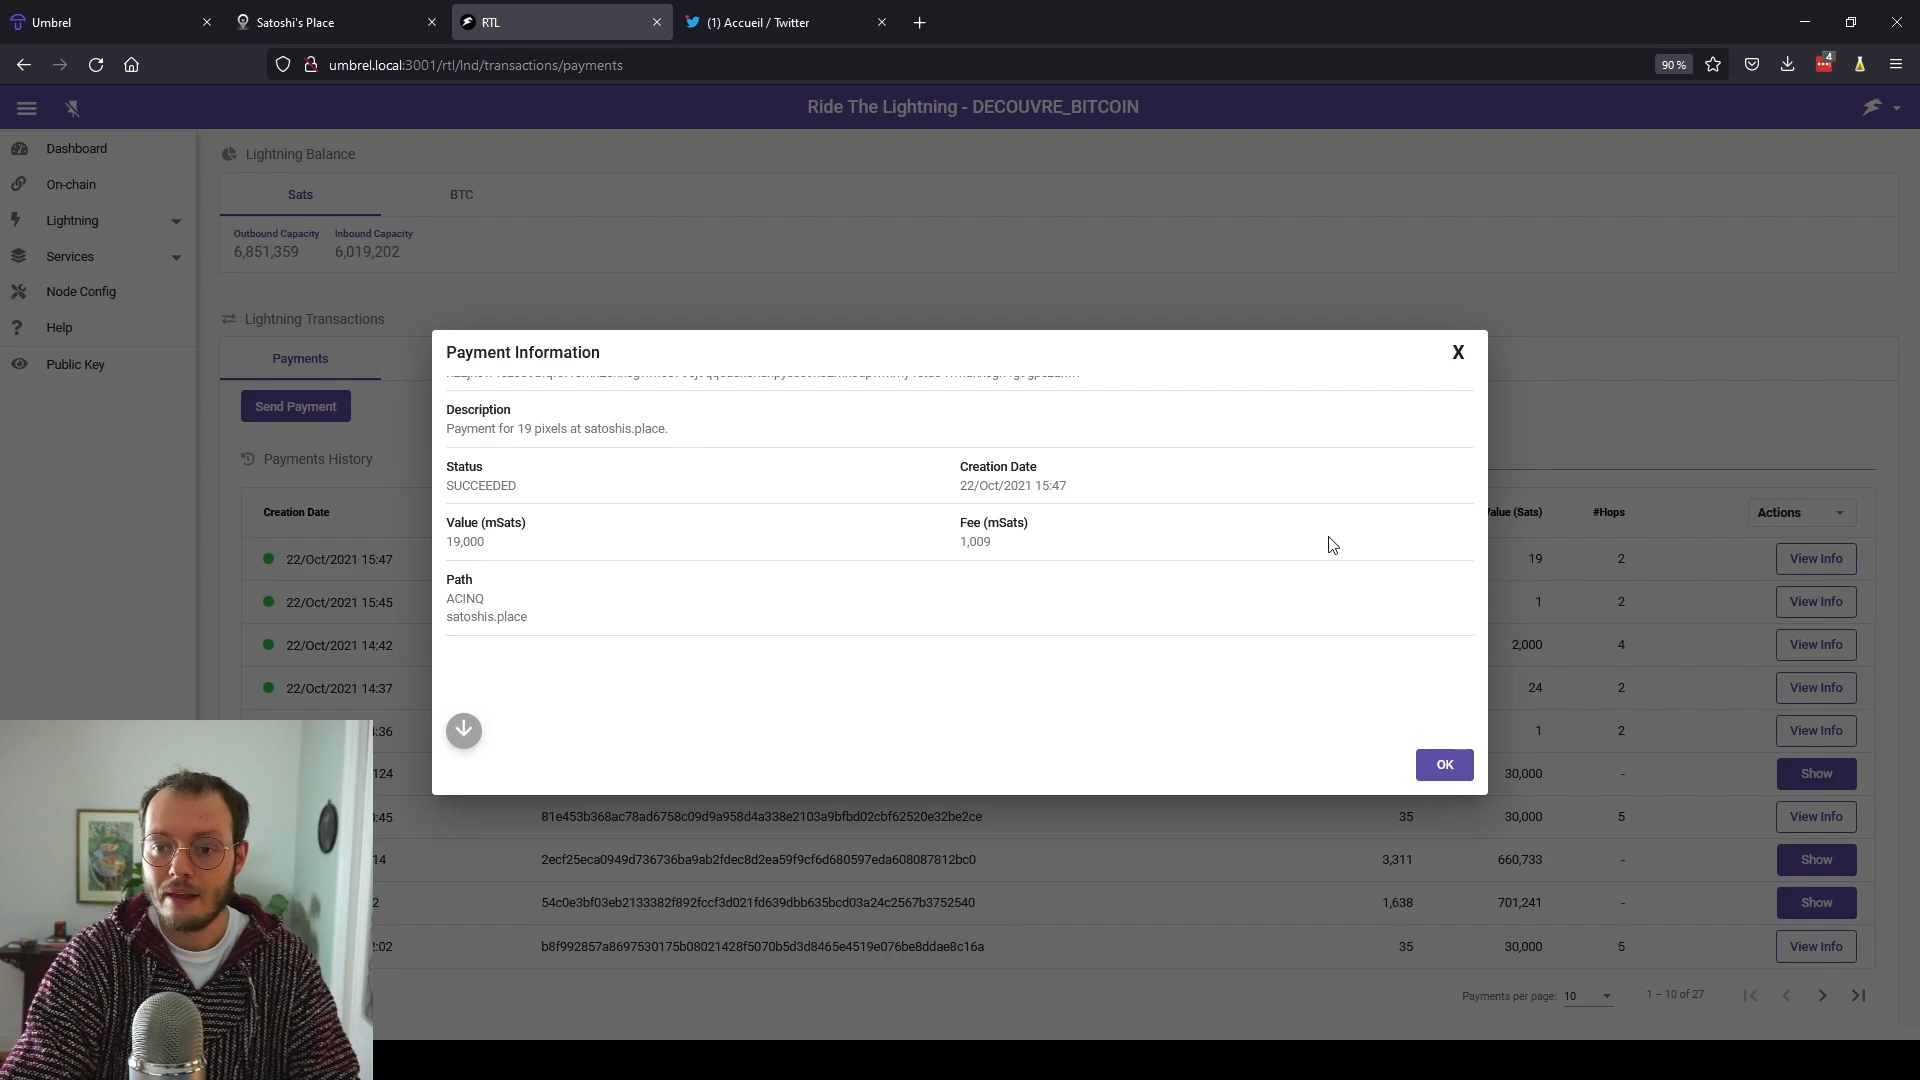 Umbrel
Satoshi's Place
RTL
(1) Accueil / Twitter
umbrel.local:3001/rtl/lnd/transactions/payments
90 %
4
Ride The Lightning - DECOUVRE_BITCOIN
Dashboard
On-chain
Lightning
Services
Node Config
Help
Public Key
Lightning Balance
Sats BTC
Outbound Capacity Inbound Capacity
6,851,359 6,019,202
Lightning Transactions
Payments
Send Payment
Payments History
Payment Information
X
Description
Payment for 19 pixels at satoshis.place.
Status Creation Date
SUCCEEDED 22/Oct/2021 15:47
Value (mSats) Fee (mSats)
19,000 1,009
Path
ACINQ
satoshis.place
OK
Creation Date Value (Sats) #Hops Actions
22/Oct/2021 15:47 19 2 View Info
22/Oct/2021 15:45 1 2 View Info
22/Oct/2021 14:42 2,000 4 View Info
22/Oct/2021 14:37 24 2 View Info
:36 1 2 View Info
124 30,000 - Show
:45 81e453b368ac78ad6758c09d9a958d4a338e2103a9bfbd02cbf62520e32be2ce 35 30,000 5 View Info
14 2ecf25eca0949d736736ba9ab2fdec8d2ea59f9cf6d680597eda608087812bc0 3,311 660,733 - Show
2 54c0e3bf03eb2133382f892fccf3d021fd639dbb635bcd03a24c2567b3752540 1,638 701,241 - Show
:02 b8f992857a8697530175b08021428f5070b5d3d8465e4519e076be8ddae8c16a 35 30,000 5 View Info
Payments per page: 10 1 – 10 of 27